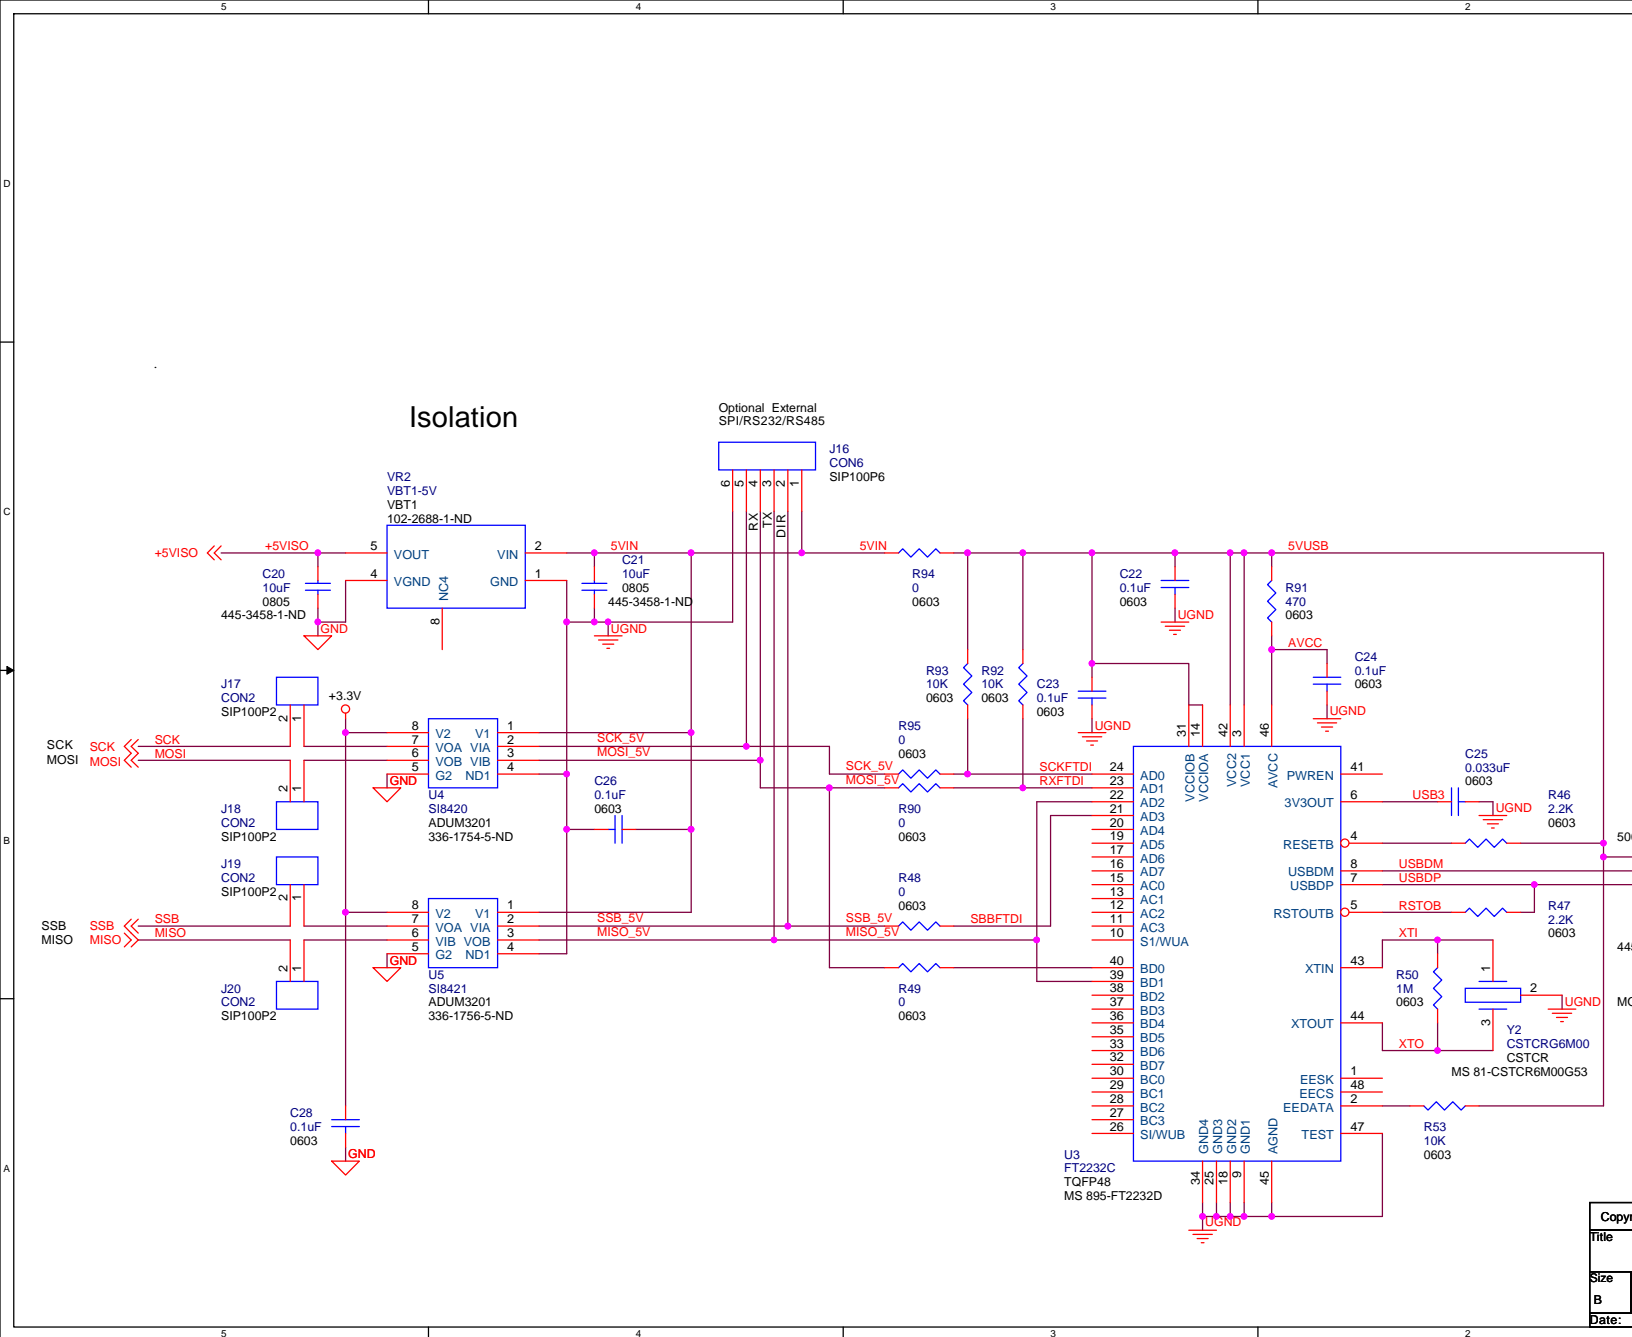 5
4
3
2
D
C
B
A
Isolation
Optional External
SPI/RS232/RS485
J16
CON6
SIP100P6
6
5
4
3
2
1
RX
TX
DIR
VR2
VBT1-5V
VBT1
102-2688-1-ND
+5VISO
+5VISO
5
VOUT
VIN
2
4
VGND
GND
1
NC4
8
C20
10uF
0805
445-3458-1-ND
GND
5VIN
C21
10uF
0805
445-3458-1-ND
UGND
5VIN
R94
0
0603
5VUSB
C22
0.1uF
0603
UGND
R91
470
0603
AVCC
C24
0.1uF
0603
UGND
R93
10K
0603
R92
10K
0603
C23
0.1uF
0603
UGND
J17
CON2
SIP100P2
2
1
+3.3V
SCK
MOSI
SCK
MOSI
SCK
MOSI
8
7
6
5
V2
VOA
VOB
G2
V1
VIA
VIB
ND1
1
2
3
4
GND
U4
SI8420
ADUM3201
336-1754-5-ND
SCK_5V
MOSI_5V
C26
0.1uF
0603
J18
CON2
SIP100P2
2
1
J19
CON2
SIP100P2
2
1
SSB
MISO
SSB
MISO
SSB
MISO
8
7
6
5
V2
VOA
VIB
G2
V1
VIA
VOB
ND1
1
2
3
4
GND
U5
SI8421
ADUM3201
336-1756-5-ND
SSB_5V
MISO_5V
J20
CON2
SIP100P2
2
1
C28
0.1uF
0603
GND
R95
0
0603
SCK_5V
MOSI_5V
R90
0
0603
SCKFTDI
RXFTDI
R48
0
0603
SSB_5V
MISO_5V
SBBFTDI
R49
0
0603
31
14
42
3
46
VCCIOB
VCCIOA
VCC2
VCC1
AVCC
24 AD0
23 AD1
22 AD2
21 AD3
20 AD4
19 AD5
17 AD6
16 AD7
15 AC0
13 AC1
12 AC2
11 AC3
10 S1/WUA
40 BD0
39 BD1
38 BD2
37 BD3
36 BD4
35 BD5
33 BD6
32 BD7
30 BC0
29 BC1
28 BC2
27 BC3
26 SI/WUB
PWREN 41
3V3OUT 6
RESETB 4
USBDM 8
USBDP 7
RSTOUTB 5
XTIN 43
XTOUT 44
EESK 1
EECS 48
EEDATA 2
TEST 47
GND4
GND3
GND2
GND1
AGND
34
25
18
9
45
UGND
U3
FT2232C
TQFP48
MS 895-FT2232D
USB3
C25
0.033uF
0603
UGND
R46
2.2K
0603
USBDM
USBDP
RSTOB
R47
2.2K
0603
XTI
R50
1M
0603
XTO
1
2
3
UGND
Y2
CSTCRG6M00
CSTCR
MS 81-CSTCR6M00G53
R53
10K
0603
Title
Size
B
Date:
5
4
3
2